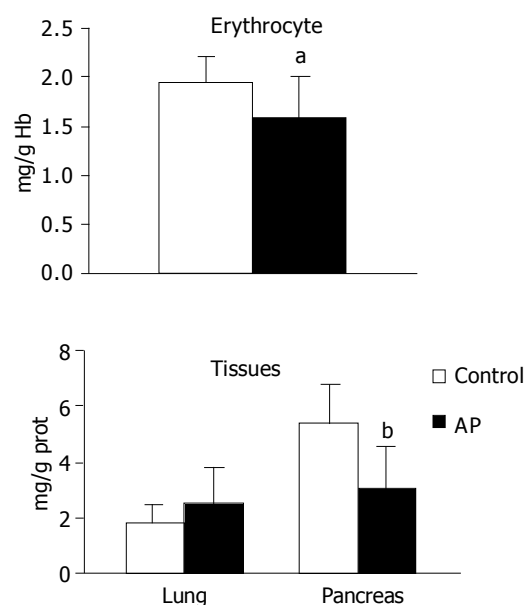 Erythrocyte
2.5
2.0
1.5
1.0
0.5
0.0
mg/g Hb
a
Tissues
8
6
4
2
0
mg/g prot
b
Control
AP
Lung Pancreas